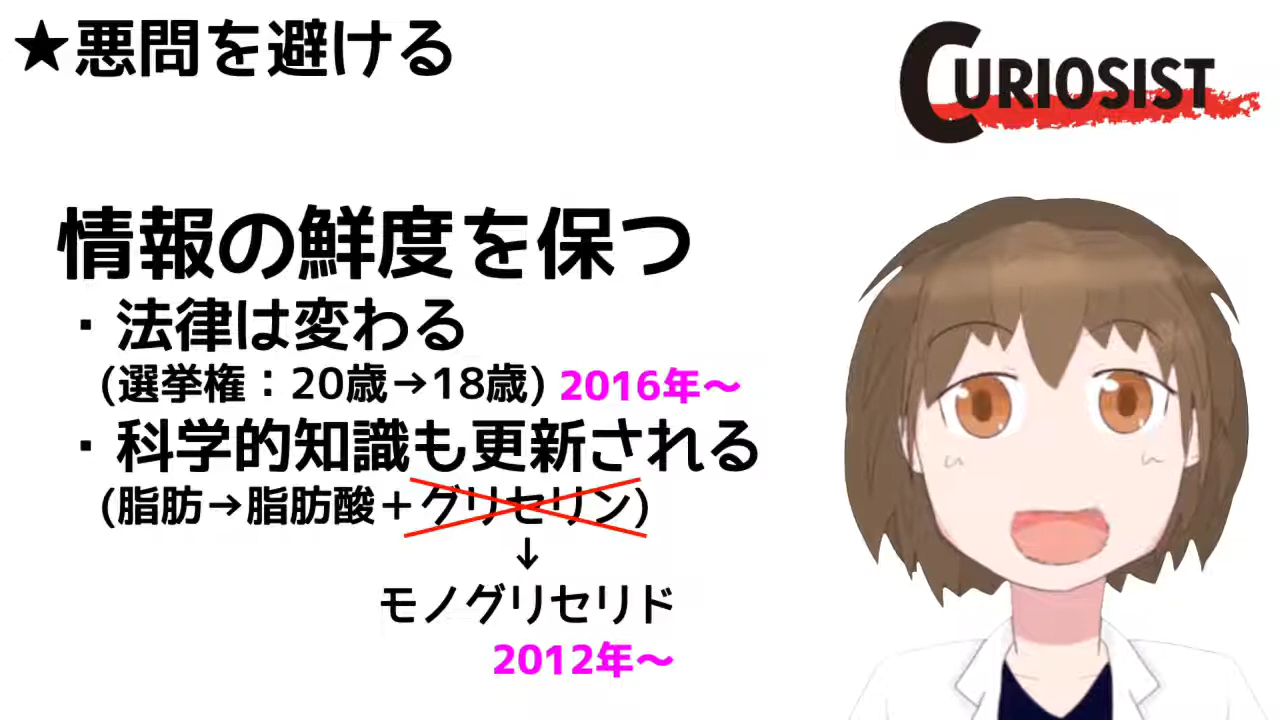 ★悪問を避ける
CURIOSIST
情報の鮮度を保つ
・法律は変わる
(選挙権：20歳→18歳) 2016年～
・科学的知識も更新される
(脂肪→脂肪酸＋グリセリン)
↓
モノグリセリド
2012年～